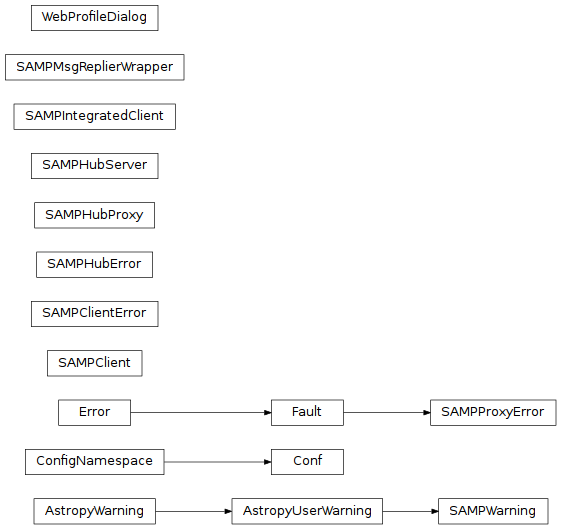 WebProfileDialog
SAMPMsgReplierWrapper
SAMPIntegratedClient
SAMPHubServer
SAMPHubProxy
SAMPHubError
SAMPClientError
SAMPClient
Error Fault SAMPProxyError
ConfigNamespace Conf
AstropyWarning AstropyUserWarning SAMPWarning